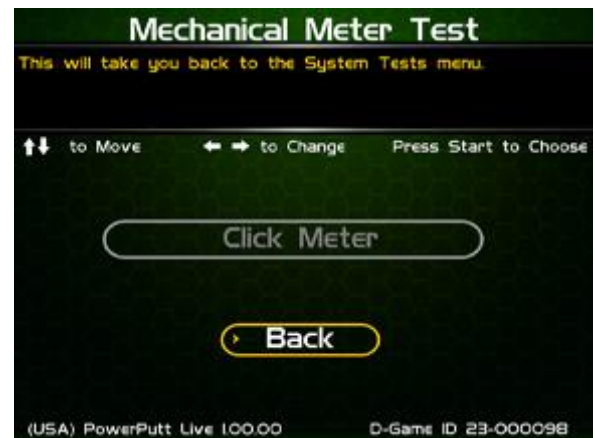 Mechanical Meter Test
This will take you back to the System Tests menu.
to Move to Change Press Start to Choose
Click Meter
Back
(USA) PowerPutt Live 1.00.00 D-Game ID 23-000098